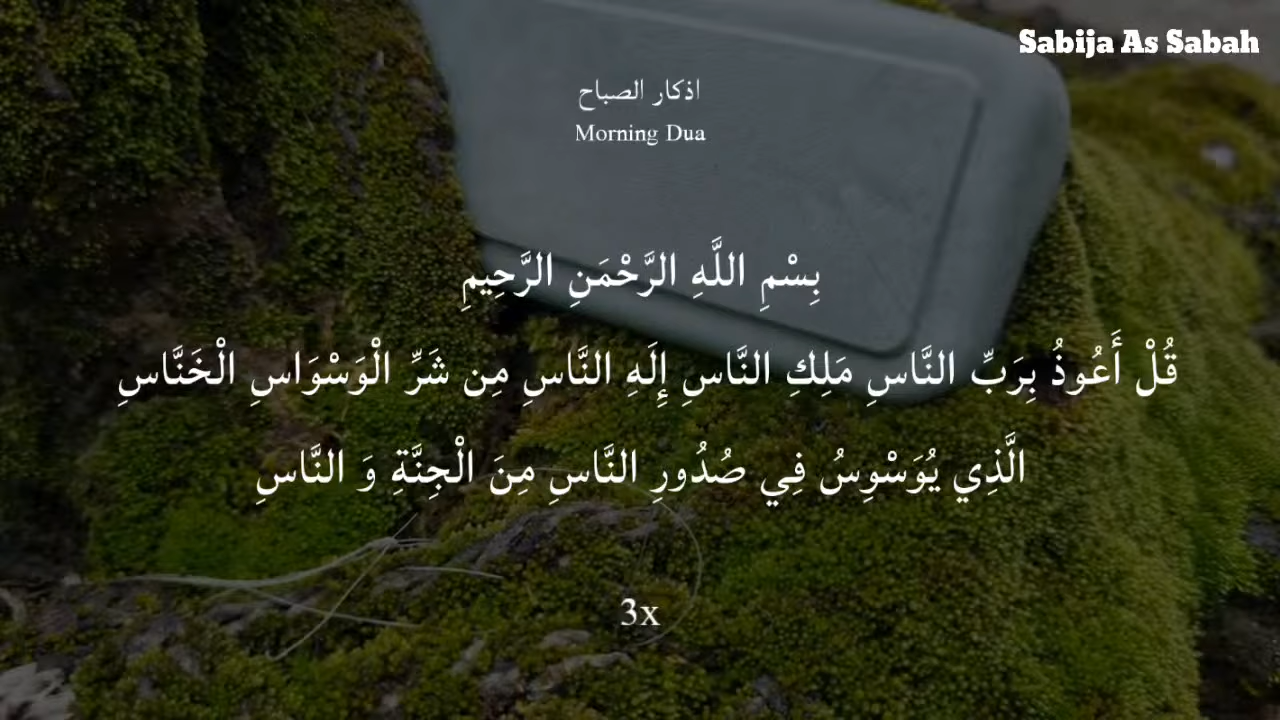 Sabija As Sabah
اذكار الصباح
Morning Dua
بِسْمِ اللَّهِ الرَّحْمَنِ الرَّحِيمِ
قُلْ أَعُوذُ بِرَبِّ النَّاسِ مَلِكِ النَّاسِ إِلَهِ النَّاسِ مِن شَرِّ الْوَسْوَاسِ الْخَنَّاسِ
الَّذِي يُوَسْوِسُ فِي صُدُورِ النَّاسِ مِنَ الْجِنَّةِ وَ النَّاسِ
3x